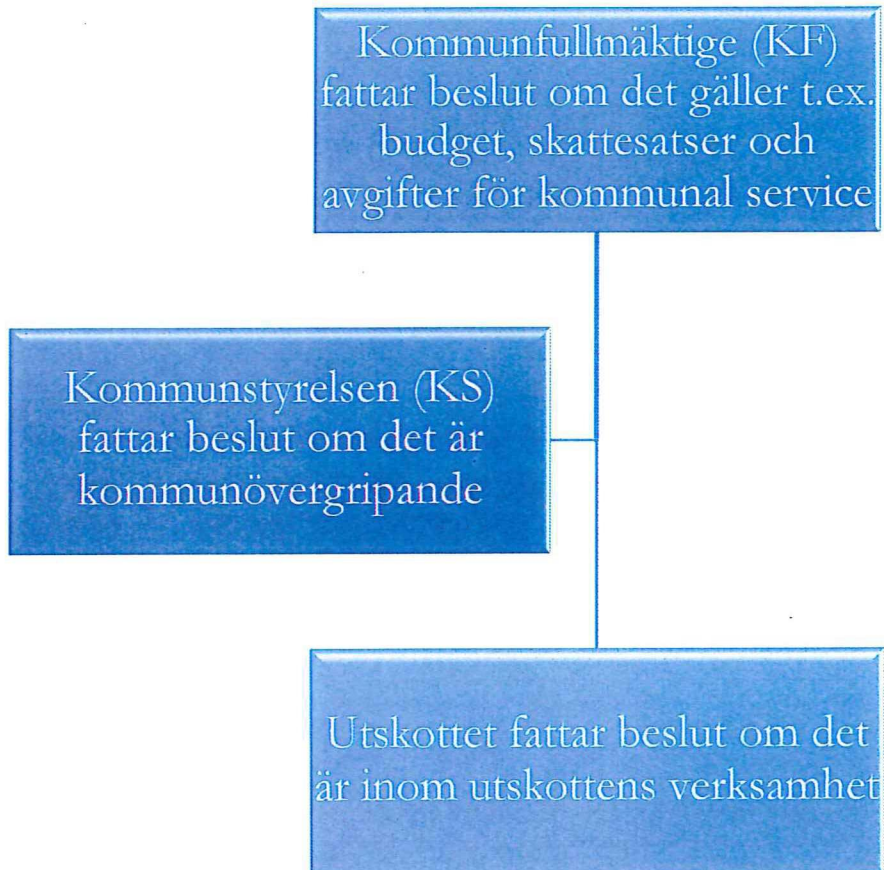 Kommunfullmäktige (KF)
fattar beslut om det gäller t.ex.
budget, skattesatser och
avgifter för kommunal service
Kommunstyrelsen (KS)
fattar beslut om det är
kommunövergripande
Utskottet fattar beslut om det
är inom utskottens verksamhet